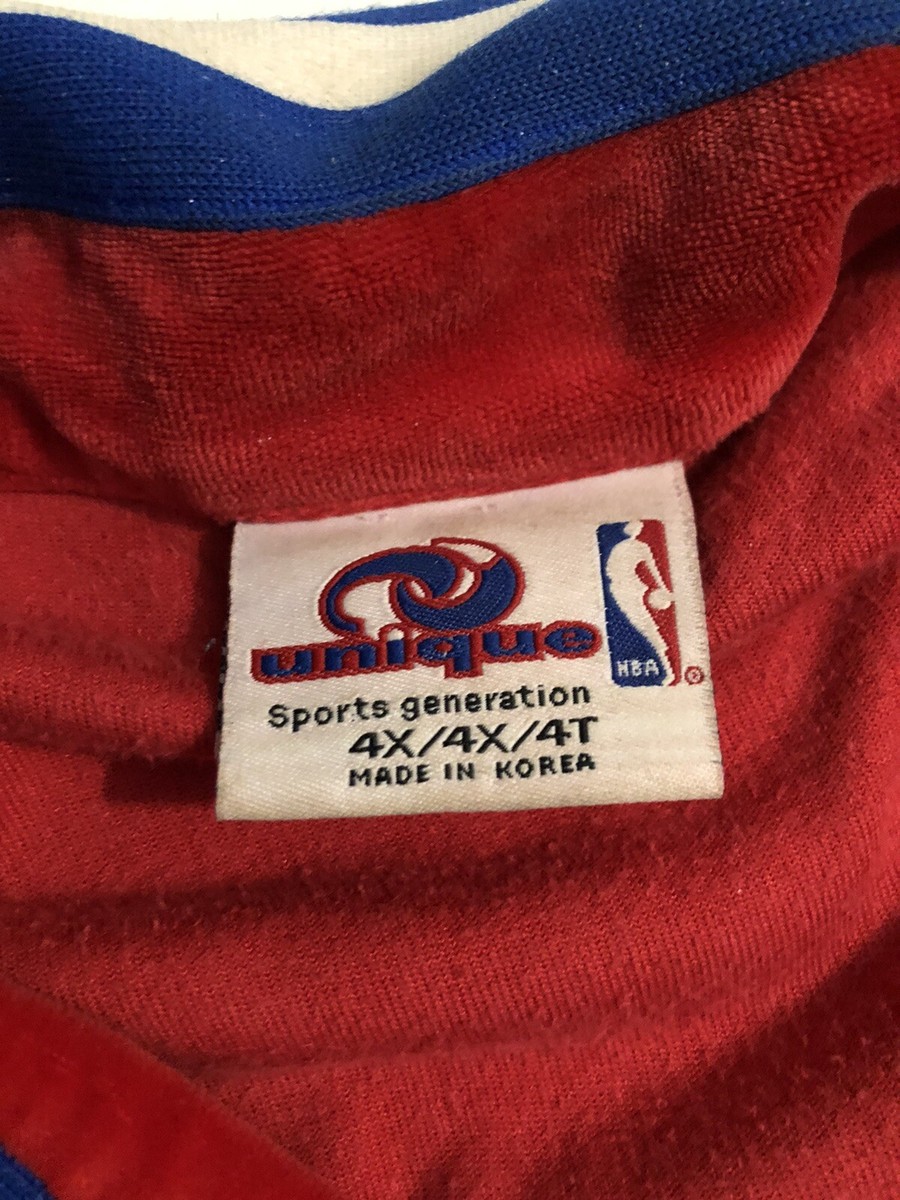 unique
NBA ®
Sports generation
4X/4X/4T
MADE IN KOREA